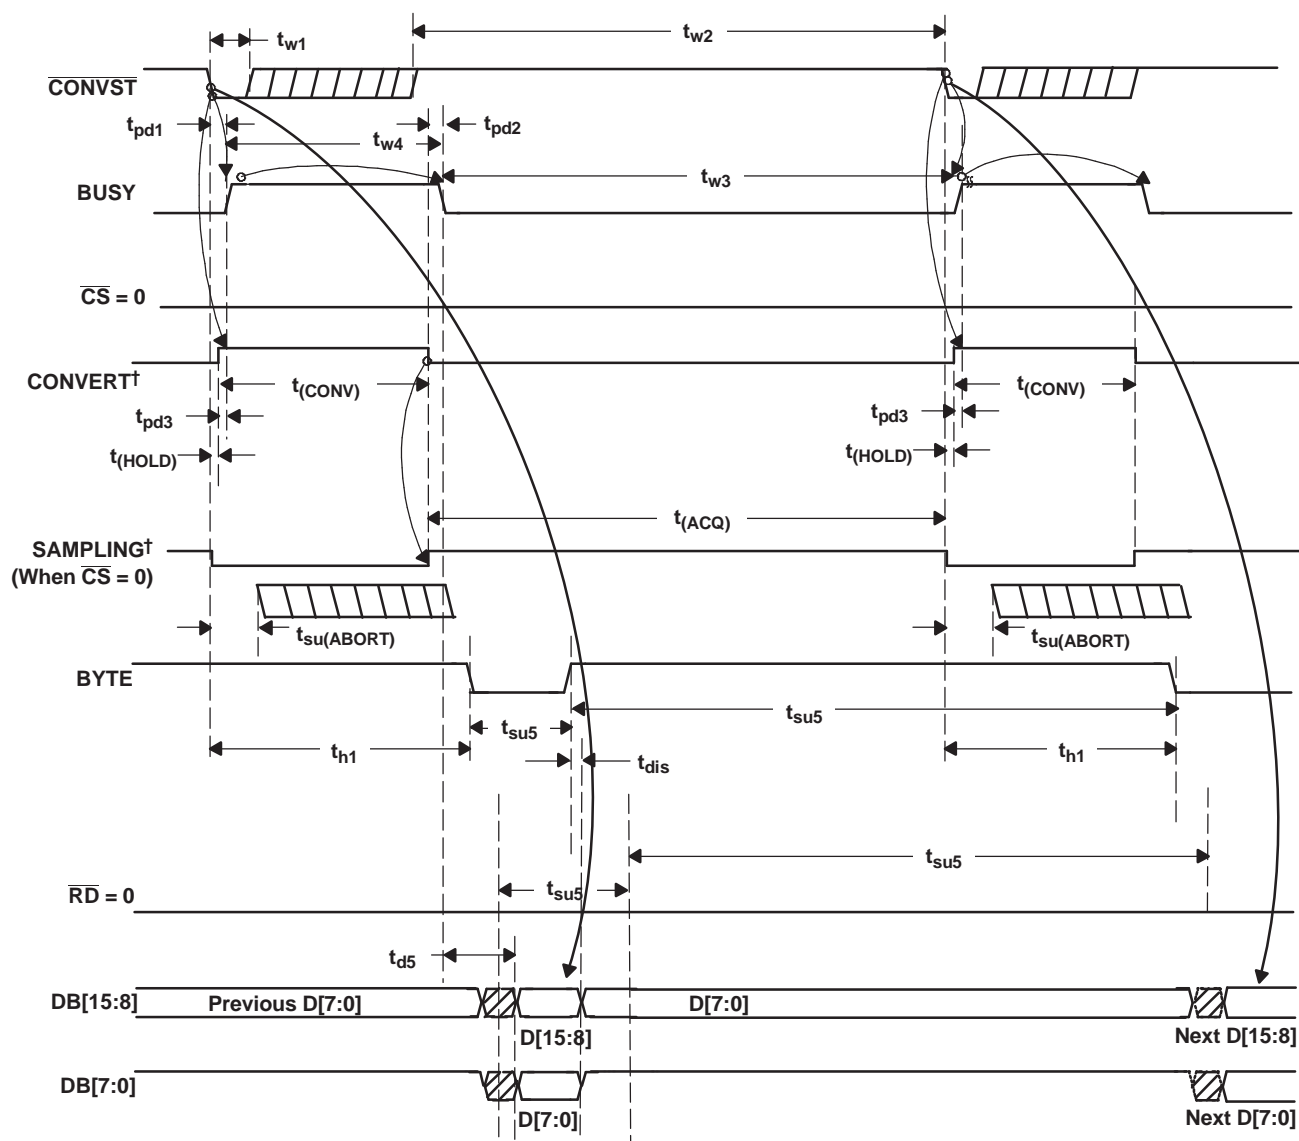 tw1
tw2
CONVST
tpd1
tw4
tpd2
tw3
BUSY
CS = 0
CONVERT†
t(CONV)
t(CONV)
tpd3
tpd3
t(HOLD)
t(HOLD)
t(ACQ)
SAMPLING†
(When CS = 0)
tsu(ABORT)
tsu(ABORT)
BYTE
tsu5
tsu5
th1
th1
tdis
tsu5
tsu5
RD = 0
td5
DB[15:8]
Previous D[7:0]
D[7:0]
D[15:8]
Next D[15:8]
DB[7:0]
D[7:0]
Next D[7:0]